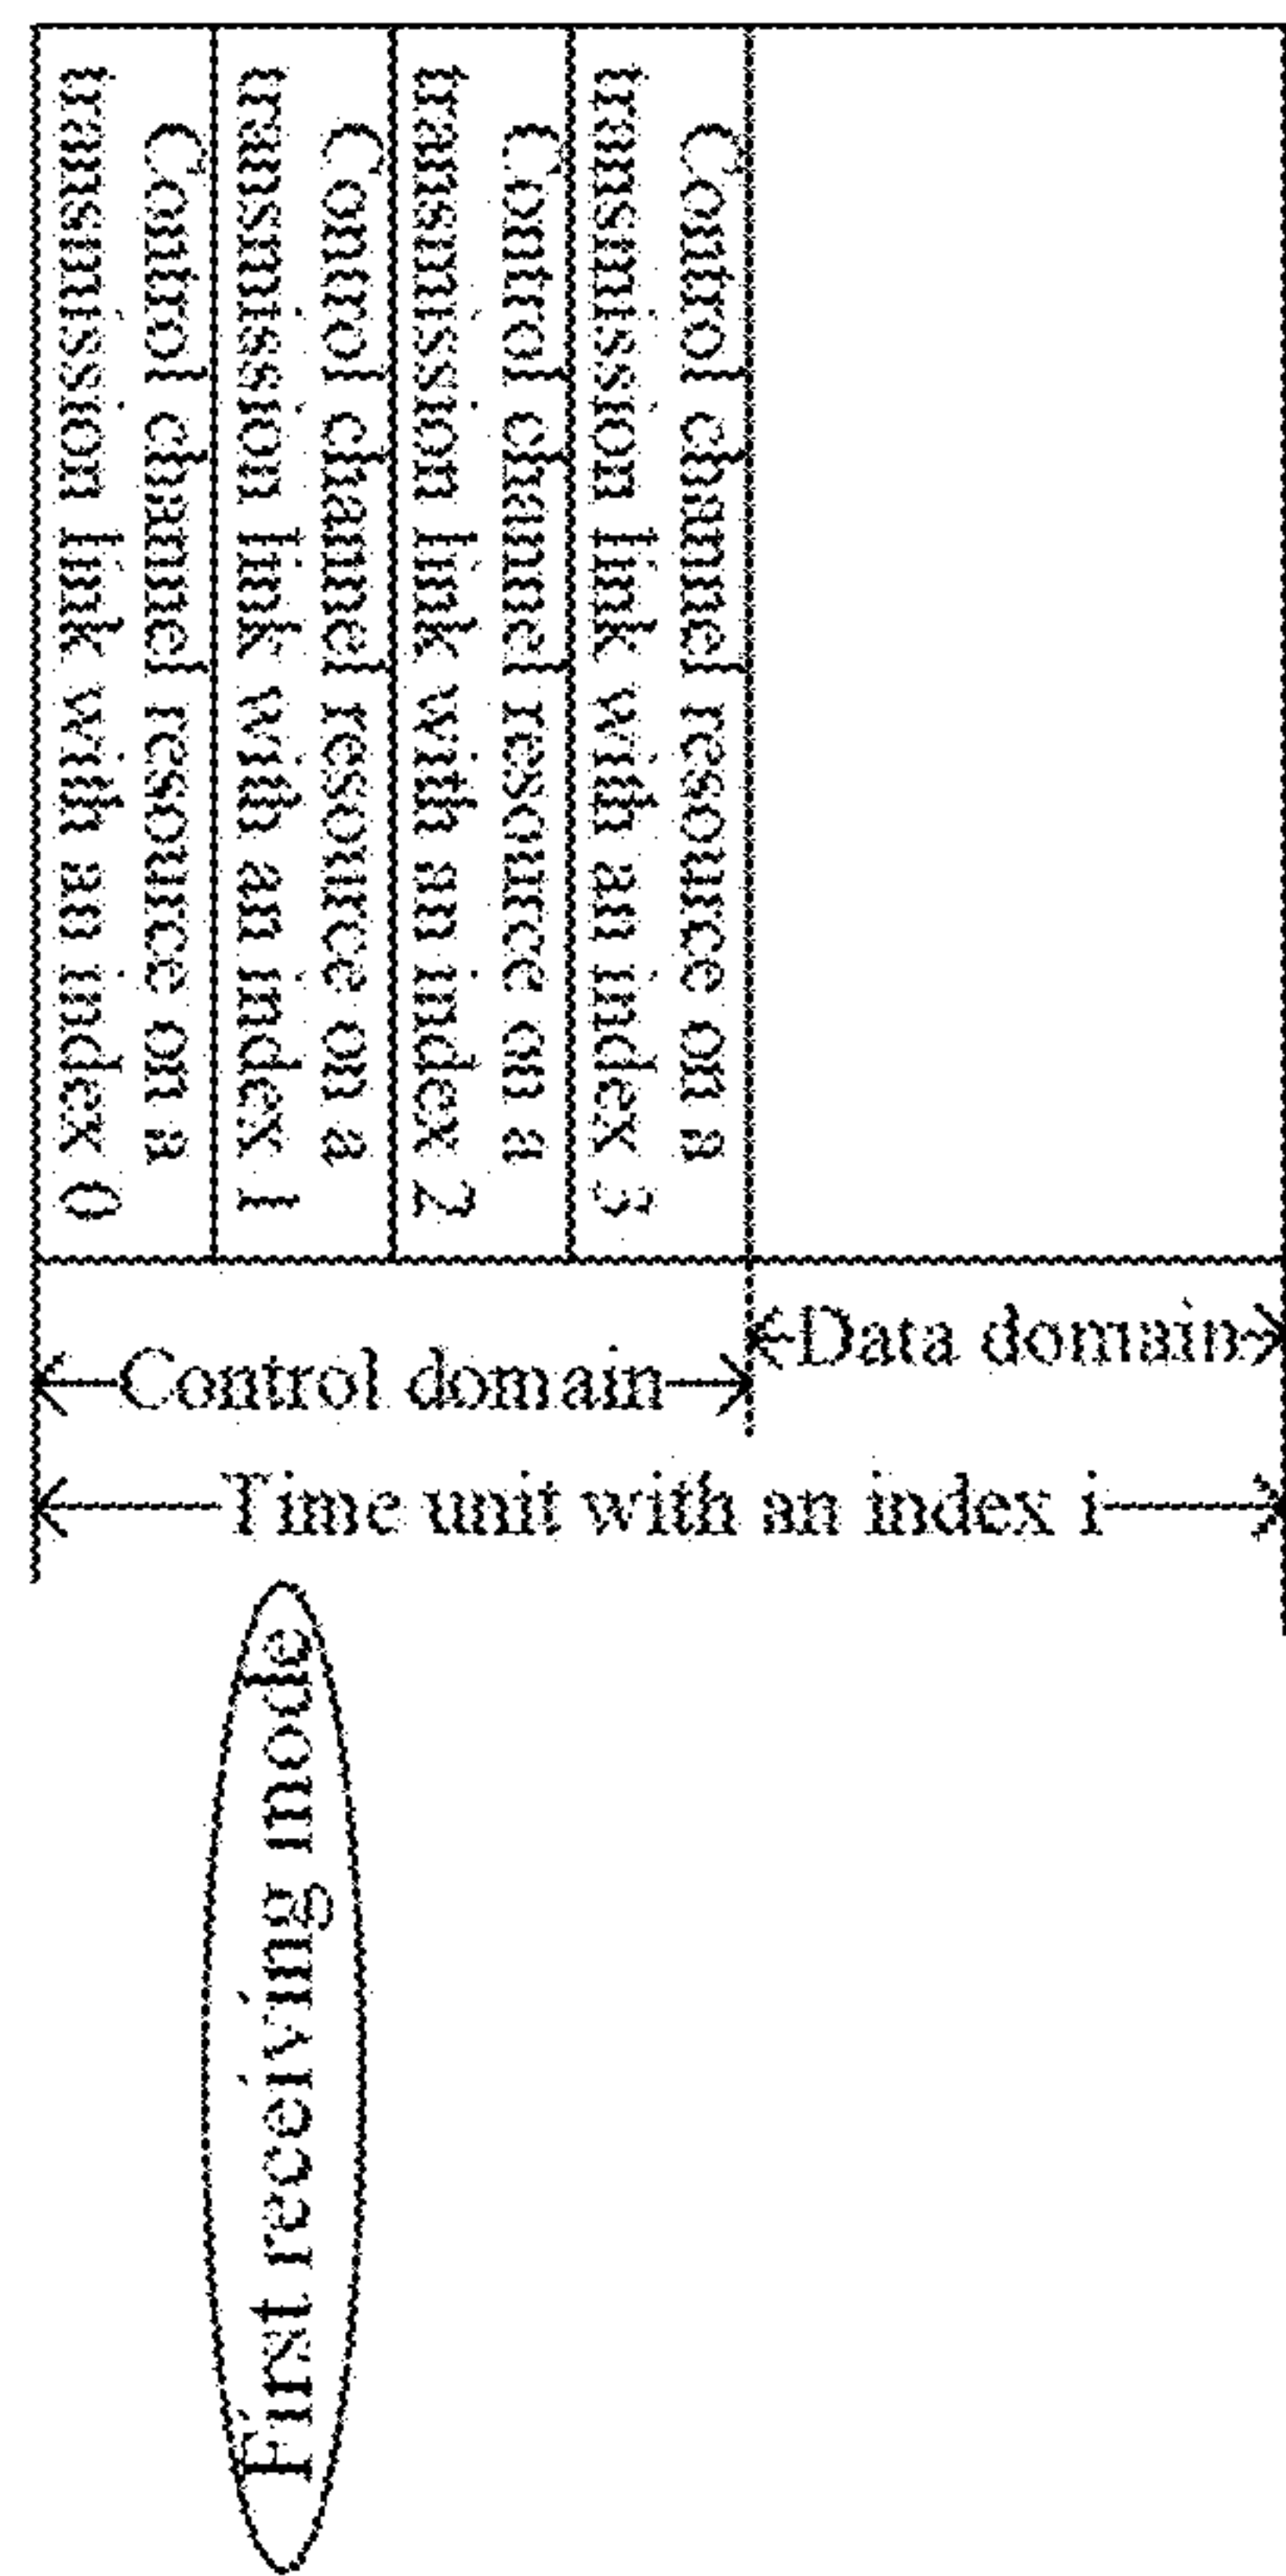 Control channel resource on a
transmission link with an index 0
Control channel resource on a
transmission link with an index 1
Control channel resource on a
transmission link with an index 2
Control channel resource on a
transmission link with an index 3
Data domain
Control domain
Time unit with an index i
First receiving mode